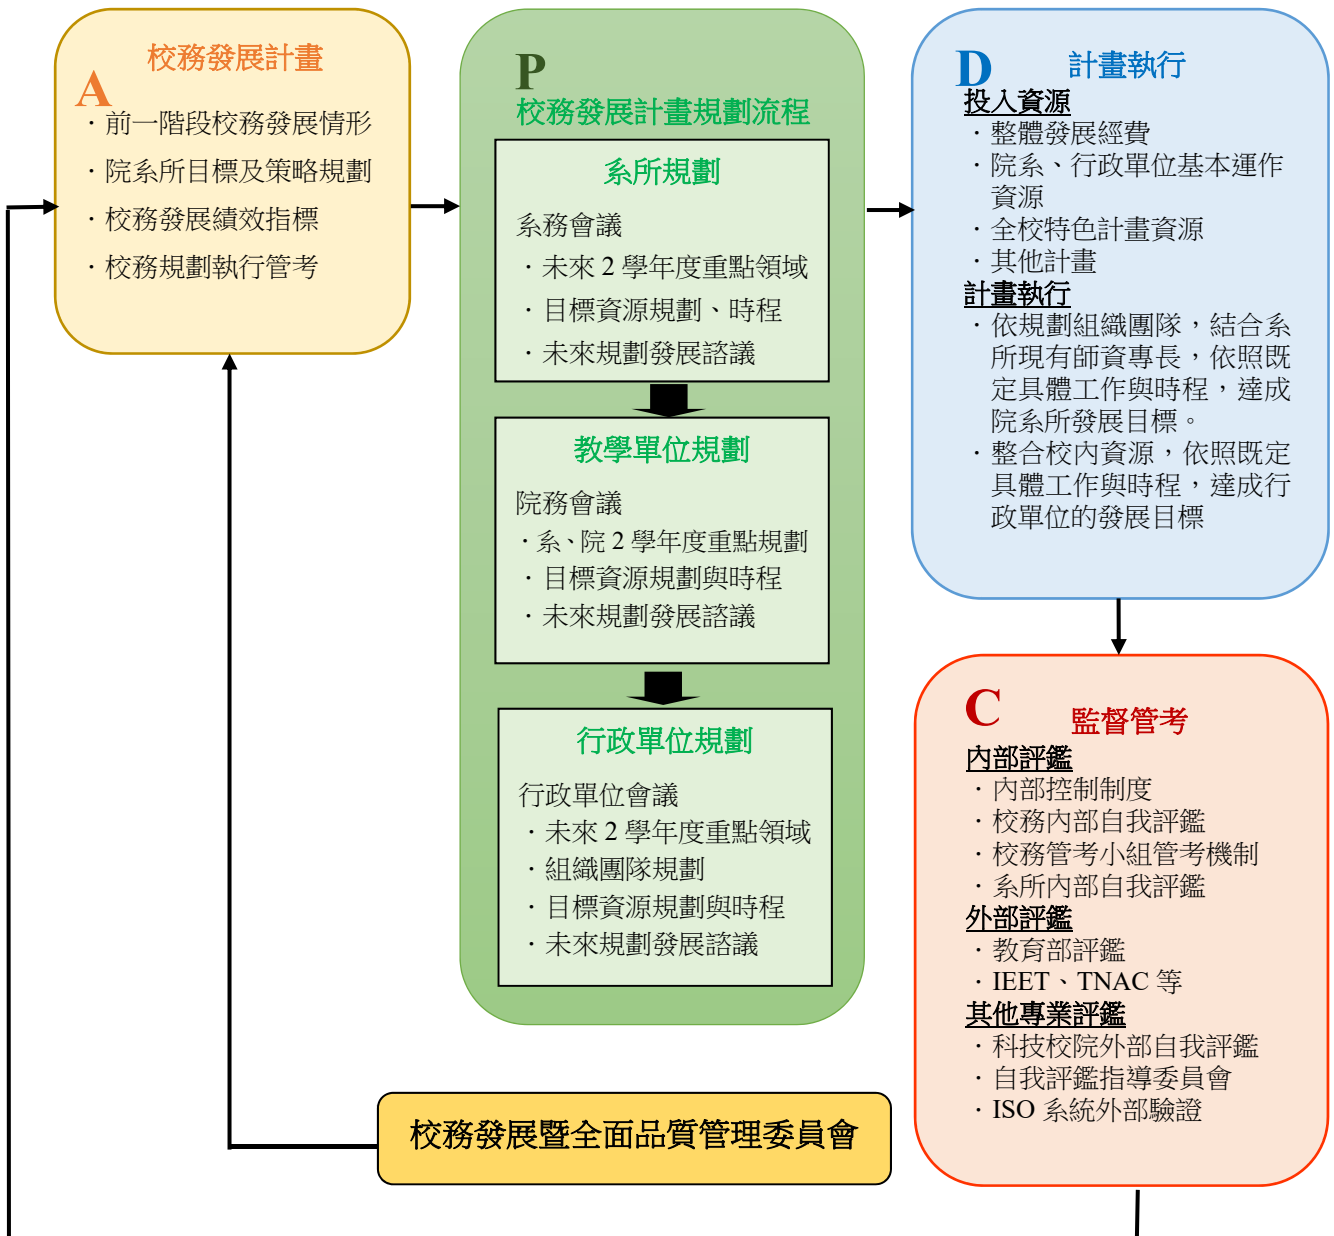 校務發展計畫
A
．前一階段校務發展情形
．院系所目標及策略規劃
．校務發展績效指標
．校務規劃執行管考
P
校務發展計畫規劃流程
系所規劃
系務會議
．未來 2 學年度重點領域
．目標資源規劃、時程
．未來規劃發展諮議
教學單位規劃
院務會議
．系、院 2 學年度重點規劃
．目標資源規劃與時程
．未來規劃發展諮議
行政單位規劃
行政單位會議
．未來 2 學年度重點領域
．組織團隊規劃
．目標資源規劃與時程
．未來規劃發展諮議
D
計畫執行
投入資源
．整體發展經費
．院系、行政單位基本運作
資源
．全校特色計畫資源
．其他計畫
計畫執行
．依規劃組織團隊，結合系
所現有師資專長，依照既
定具體工作與時程，達成
院系所發展目標。
．整合校內資源，依照既定
具體工作與時程，達成行
政單位的發展目標
C
監督管考
內部評鑑
．內部控制制度
．校務內部自我評鑑
．校務管考小組管考機制
．系所內部自我評鑑
外部評鑑
．教育部評鑑
．IEET、TNAC 等
其他專業評鑑
．科技校院外部自我評鑑
．自我評鑑指導委員會
．ISO 系統外部驗證
校務發展暨全面品質管理委員會